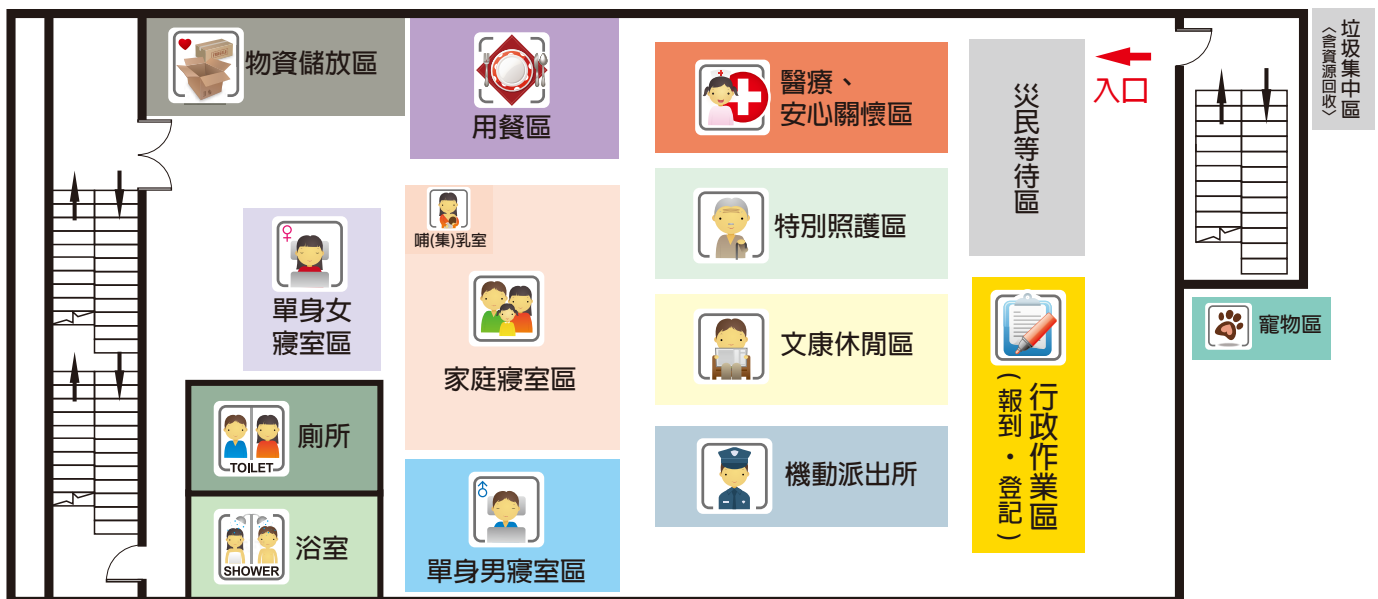 物資儲放區
用餐區
醫療、
安心關懷區
災民等待區
入口
垃圾集中區
〈含資源回收〉
特別照護區
哺(集)乳室
單身女
寢室區
家庭寢室區
文康休閒區
行政作業區
(報到・登記)
寵物區
廁所
TOILET
機動派出所
浴室
SHOWER
單身男寢室區